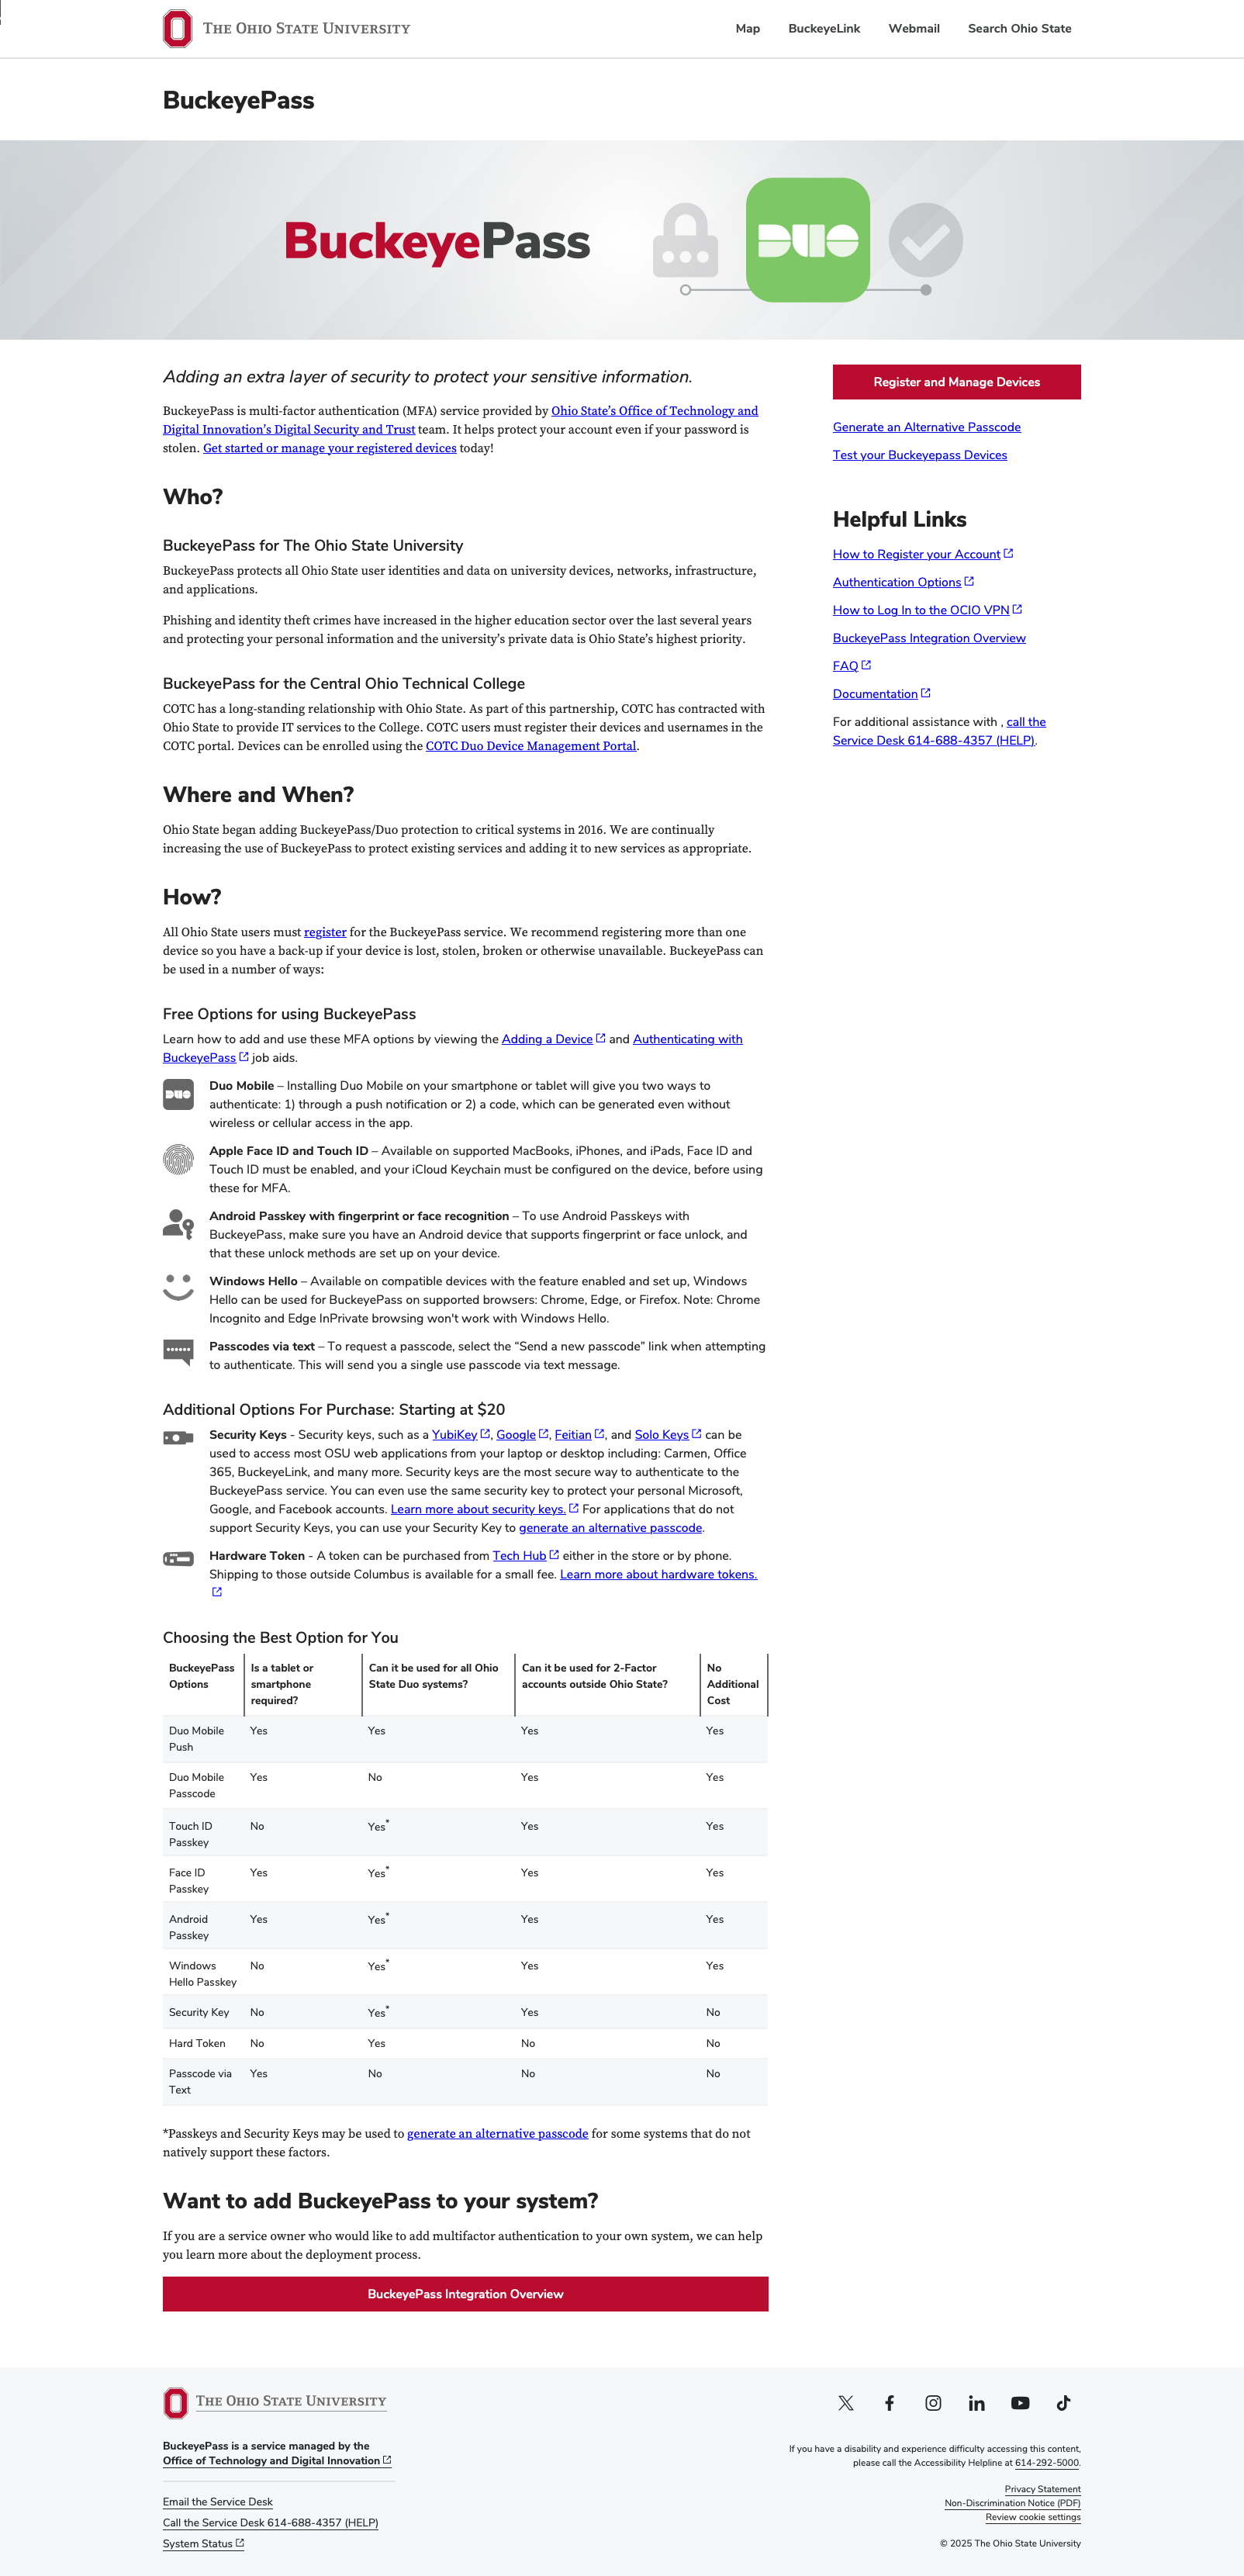 THE OHIO STATE UNIVERSITY
Map
BuckeyeLink
Webmail
Search Ohio State
BuckeyePass
BuckeyePass
DUO
Adding an extra layer of security to protect your sensitive information.
BuckeyePass is multi-factor authentication (MFA) service provided by Ohio State’s Office of Technology and
Digital Innovation’s Digital Security and Trust team. It helps protect your account even if your password is
stolen. Get started or manage your registered devices today!
Who?
BuckeyePass for The Ohio State University
BuckeyePass protects all Ohio State user identities and data on university devices, networks, infrastructure,
and applications.
Phishing and identity theft crimes have increased in the higher education sector over the last several years
and protecting your personal information and the university’s private data is Ohio State’s highest priority.
BuckeyePass for the Central Ohio Technical College
COTC has a long-standing relationship with Ohio State. As part of this partnership, COTC has contracted with
Ohio State to provide IT services to the College. COTC users must register their devices and usernames in the
COTC portal. Devices can be enrolled using the COTC Duo Device Management Portal.
Where and When?
Ohio State began adding BuckeyePass/Duo protection to critical systems in 2016. We are continually
increasing the use of BuckeyePass to protect existing services and adding it to new services as appropriate.
How?
All Ohio State users must register for the BuckeyePass service. We recommend registering more than one
device so you have a back-up if your device is lost, stolen, broken or otherwise unavailable. BuckeyePass can
be used in a number of ways:
Free Options for using BuckeyePass
Learn how to add and use these MFA options by viewing the Adding a Device and Authenticating with
BuckeyePass job aids.
DUO
Duo Mobile – Installing Duo Mobile on your smartphone or tablet will give you two ways to
authenticate: 1) through a push notification or 2) a code, which can be generated even without
wireless or cellular access in the app.
Apple Face ID and Touch ID – Available on supported MacBooks, iPhones, and iPads, Face ID and
Touch ID must be enabled, and your iCloud Keychain must be configured on the device, before using
these for MFA.
Android Passkey with fingerprint or face recognition – To use Android Passkeys with
BuckeyePass, make sure you have an Android device that supports fingerprint or face unlock, and
that these unlock methods are set up on your device.
Windows Hello – Available on compatible devices with the feature enabled and set up, Windows
Hello can be used for BuckeyePass on supported browsers: Chrome, Edge, or Firefox. Note: Chrome
Incognito and Edge InPrivate browsing won't work with Windows Hello.
Passcodes via text – To request a passcode, select the “Send a new passcode” link when attempting
to authenticate. This will send you a single use passcode via text message.
Additional Options For Purchase: Starting at $20
Security Keys - Security keys, such as a YubiKey, Google, Feitian, and Solo Keys can be
used to access most OSU web applications from your laptop or desktop including: Carmen, Office
365, BuckeyeLink, and many more. Security keys are the most secure way to authenticate to the
BuckeyePass service. You can even use the same security key to protect your personal Microsoft,
Google, and Facebook accounts. Learn more about security keys. For applications that do not
support Security Keys, you can use your Security Key to generate an alternative passcode.
Hardware Token - A token can be purchased from Tech Hub either in the store or by phone.
Shipping to those outside Columbus is available for a small fee. Learn more about hardware tokens.
Choosing the Best Option for You
BuckeyePass Options | Is a tablet or smartphone required? | Can it be used for all Ohio State Duo systems? | Can it be used for 2-Factor accounts outside Ohio State? | No Additional Cost
Duo Mobile Push | Yes | Yes | Yes | Yes
Duo Mobile Passcode | Yes | No | Yes | Yes
Touch ID Passkey | No | Yes* | Yes | Yes
Face ID Passkey | Yes | Yes* | Yes | Yes
Android Passkey | Yes | Yes* | Yes | Yes
Windows Hello Passkey | No | Yes* | Yes | Yes
Security Key | No | Yes* | Yes | No
Hard Token | No | Yes | No | No
Passcode via Text | Yes | No | No | No
*Passkeys and Security Keys may be used to generate an alternative passcode for some systems that do not
natively support these factors.
Want to add BuckeyePass to your system?
If you are a service owner who would like to add multifactor authentication to your own system, we can help
you learn more about the deployment process.
BuckeyePass Integration Overview
Register and Manage Devices
Generate an Alternative Passcode
Test your Buckeyepass Devices
Helpful Links
How to Register your Account
Authentication Options
How to Log In to the OCIO VPN
BuckeyePass Integration Overview
FAQ
Documentation
For additional assistance with , call the
Service Desk 614-688-4357 (HELP).
THE OHIO STATE UNIVERSITY
BuckeyePass is a service managed by the
Office of Technology and Digital Innovation
Email the Service Desk
Call the Service Desk 614-688-4357 (HELP)
System Status
If you have a disability and experience difficulty accessing this content,
please call the Accessibility Helpline at 614-292-5000.
Privacy Statement
Non-Discrimination Notice (PDF)
Review cookie settings
© 2025 The Ohio State University